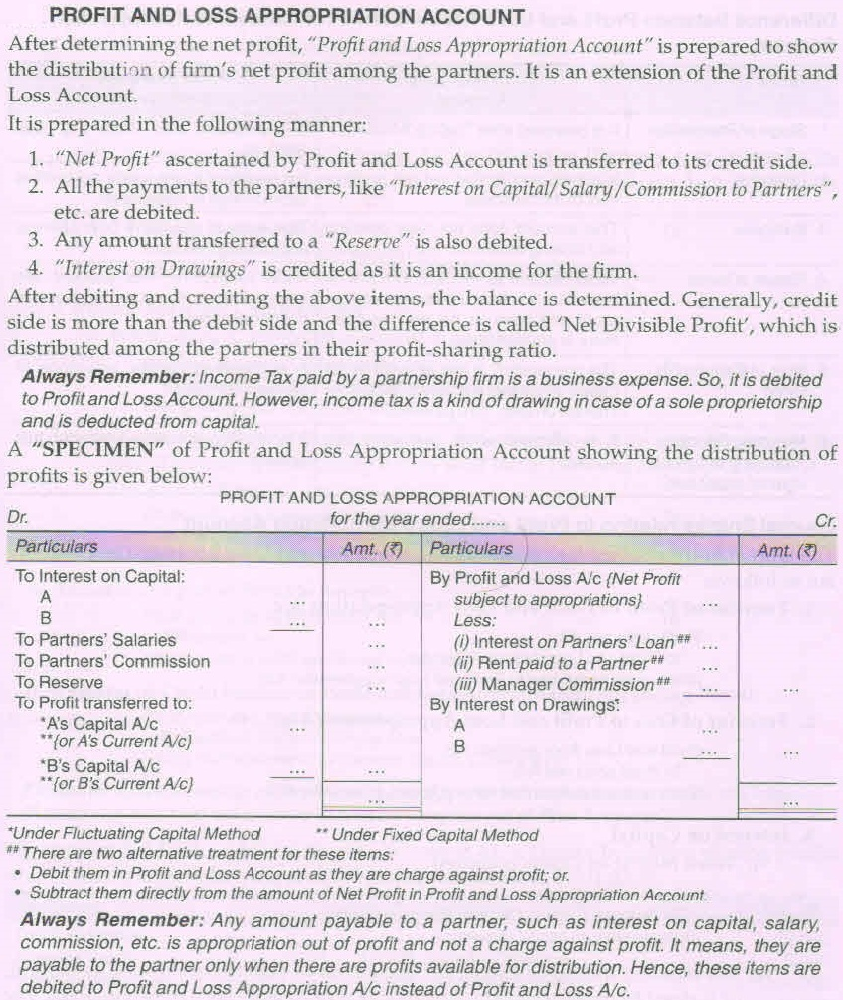 PROFIT AND LOSS APPROPRIATION ACCOUNT
After determining the net profit, "Profit and Loss Appropriation Account" is prepared to show
the distribution of firm's net profit among the partners. It is an extension of the Profit and
Loss Account.
It is prepared in the following manner:
1. "Net Profit" ascertained by Profit and Loss Account is transferred to its credit side.
2. All the payments to the partners, like "Interest on Capital/Salary/Commission to Partners",
etc. are debited.
3. Any amount transferred to a "Reserve" is also debited.
4. "Interest on Drawings" is credited as it is an income for the firm.
After debiting and crediting the above items, the balance is determined. Generally, credit
side is more than the debit side and the difference is called 'Net Divisible Profit', which is
distributed among the partners in their profit-sharing ratio.
Always Remember: Income Tax paid by a partnership firm is a business expense. So, it is debited
to Profit and Loss Account. However, income tax is a kind of drawing in case of a sole proprietorship
and is deducted from capital.
A "SPECIMEN" of Profit and Loss Appropriation Account showing the distribution of
profits is given below:
PROFIT AND LOSS APPROPRIATION ACCOUNT
Dr. for the year ended...... Cr.
Particulars Amt. (₹) Particulars Amt. (₹)
To Interest on Capital: By Profit and Loss A/c {Net Profit
A ... subject to appropriations} ...
B ... ... Less:
To Partners' Salaries ... (i) Interest on Partners' Loan## ...
To Partners' Commission ... (ii) Rent paid to a Partner## ...
To Reserve ... (iii) Manager Commission## ... ...
To Profit transferred to: By Interest on Drawings:
*A's Capital A/c ... A ...
**{or A's Current A/c} B ... ...
*B's Capital A/c ... ...
**{or B's Current A/c}
... ...
*Under Fluctuating Capital Method ** Under Fixed Capital Method
## There are two alternative treatment for these items:
• Debit them in Profit and Loss Account as they are charge against profit; or.
• Subtract them directly from the amount of Net Profit in Profit and Loss Appropriation Account.
Always Remember: Any amount payable to a partner, such as interest on capital, salary,
commission, etc. is appropriation out of profit and not a charge against profit. It means, they are
payable to the partner only when there are profits available for distribution. Hence, these items are
debited to Profit and Loss Appropriation A/c instead of Profit and Loss A/c.